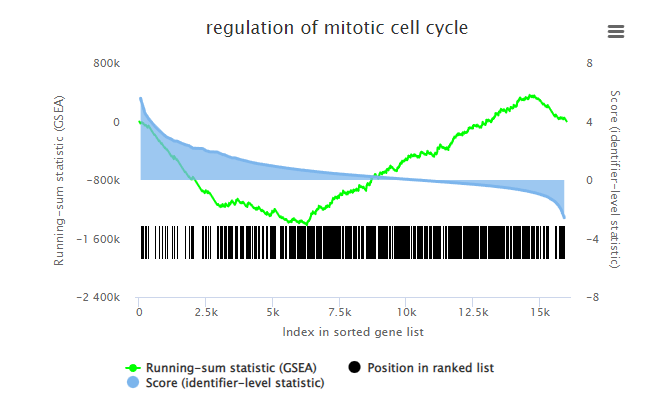 regulation of mitotic cell cycle
800k
0
−800k
−1 600k
−2 400k
Running-sum statistic (GSEA)
8
4
0
−4
−8
Score (identifier-level statistic)
0
2.5k
5k
7.5k
10k
12.5k
15k
Index in sorted gene list
Running-sum statistic (GSEA)
Position in ranked list
Score (identifier-level statistic)